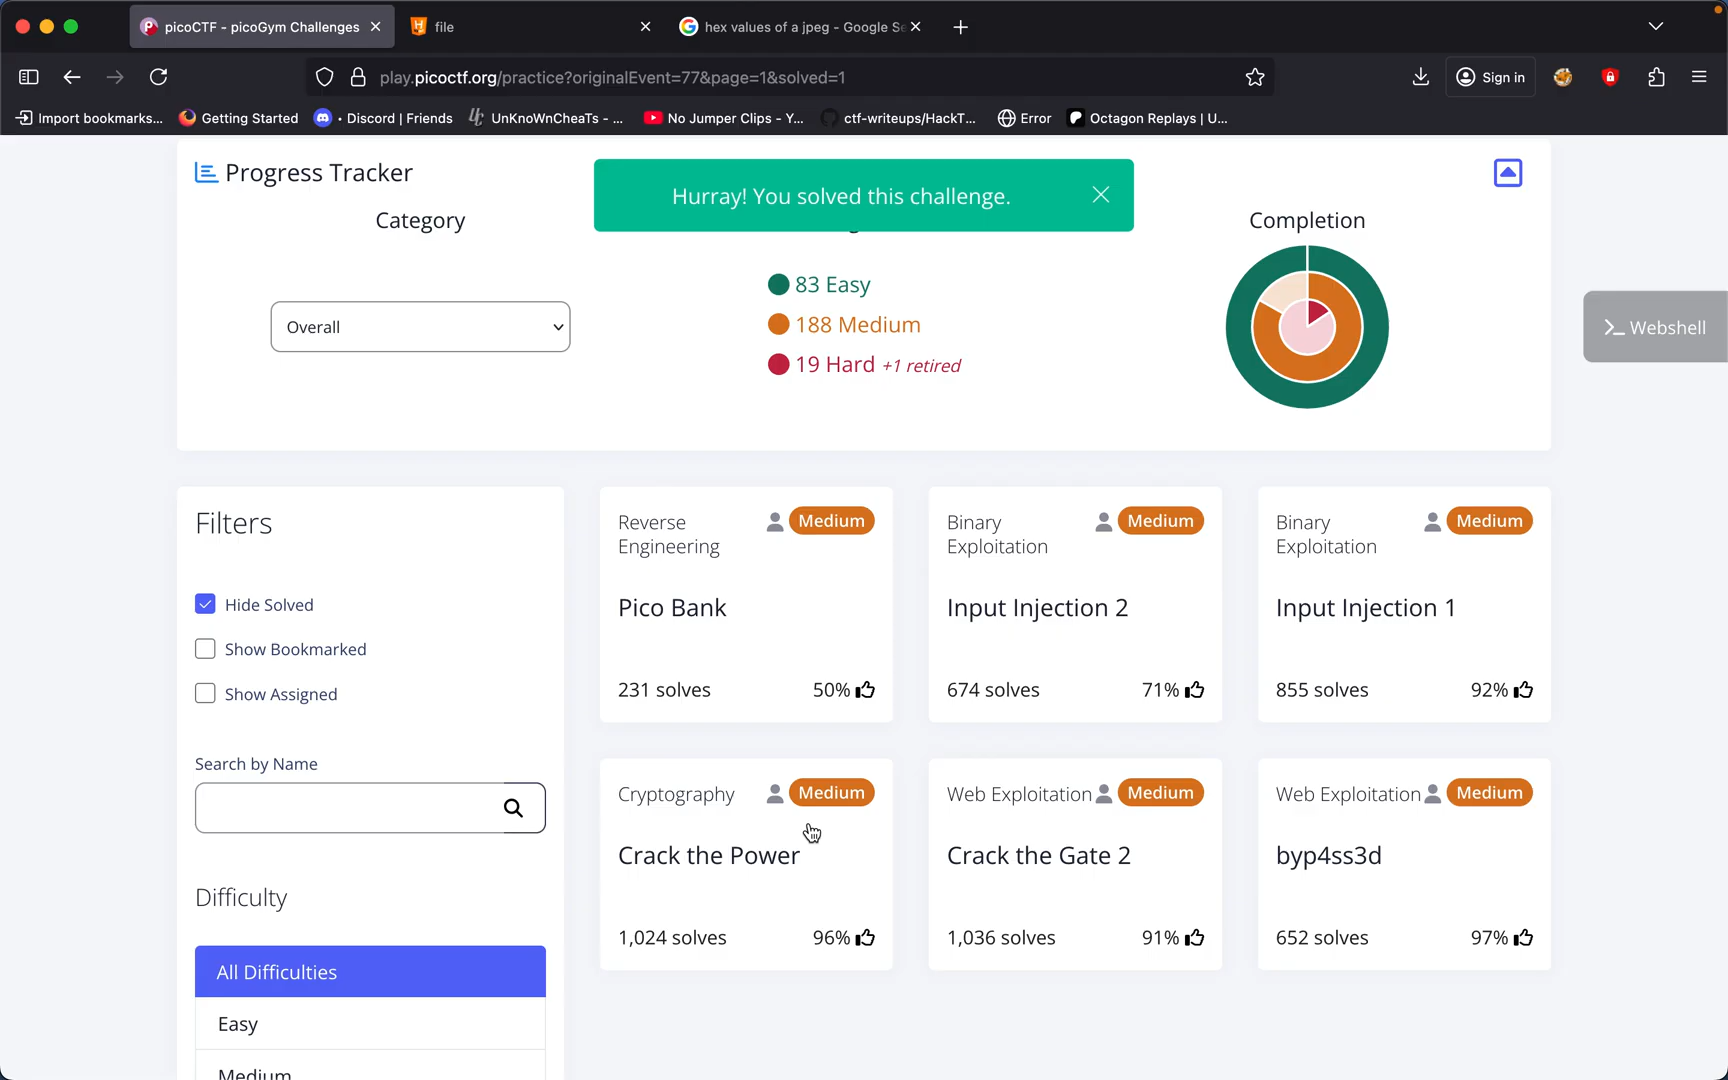 picoCTF - picoGym Challenges
file
hex values of a jpeg - Google Se
play.picoctf.org/practice?originalEvent=77&page=1&solved=1
Sign in
Import bookmarks...
Getting Started
• Discord | Friends
UnKnoWnCheaTs - ...
No Jumper Clips - Y...
ctf-writeups/HackT...
Error
Octagon Replays | U...
Progress Tracker
Hurray! You solved this challenge.
Category
Completion
Overall
83 Easy
188 Medium
19 Hard +1 retired
>_ Webshell
Filters
Hide Solved
Show Bookmarked
Show Assigned
Search by Name
Difficulty
All Difficulties
Easy
Medium
Reverse
Engineering
Medium
Pico Bank
231 solves
50%
Binary
Exploitation
Medium
Input Injection 2
674 solves
71%
Binary
Exploitation
Medium
Input Injection 1
855 solves
92%
Cryptography
Medium
Crack the Power
1,024 solves
96%
Web Exploitation
Medium
Crack the Gate 2
1,036 solves
91%
Web Exploitation
Medium
byp4ss3d
652 solves
97%